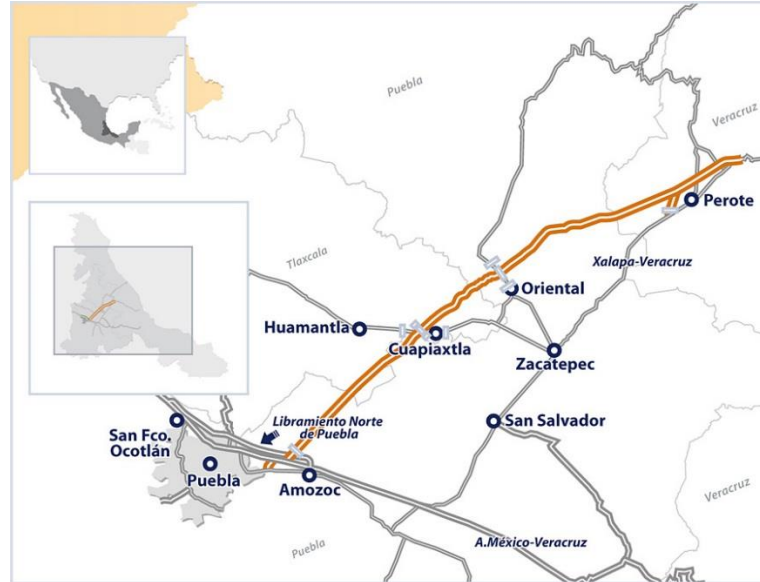 Puebla
Veracruz
Perote
Tlaxcala
Xalapa-Veracruz
Oriental
Huamantla
Cuapiaxtla
Zacatepec
Libramiento Norte
de Puebla
San Fco.
Ocotlán
San Salvador
Puebla
Amozoc
Veracruz
A.México-Veracruz
Puebla